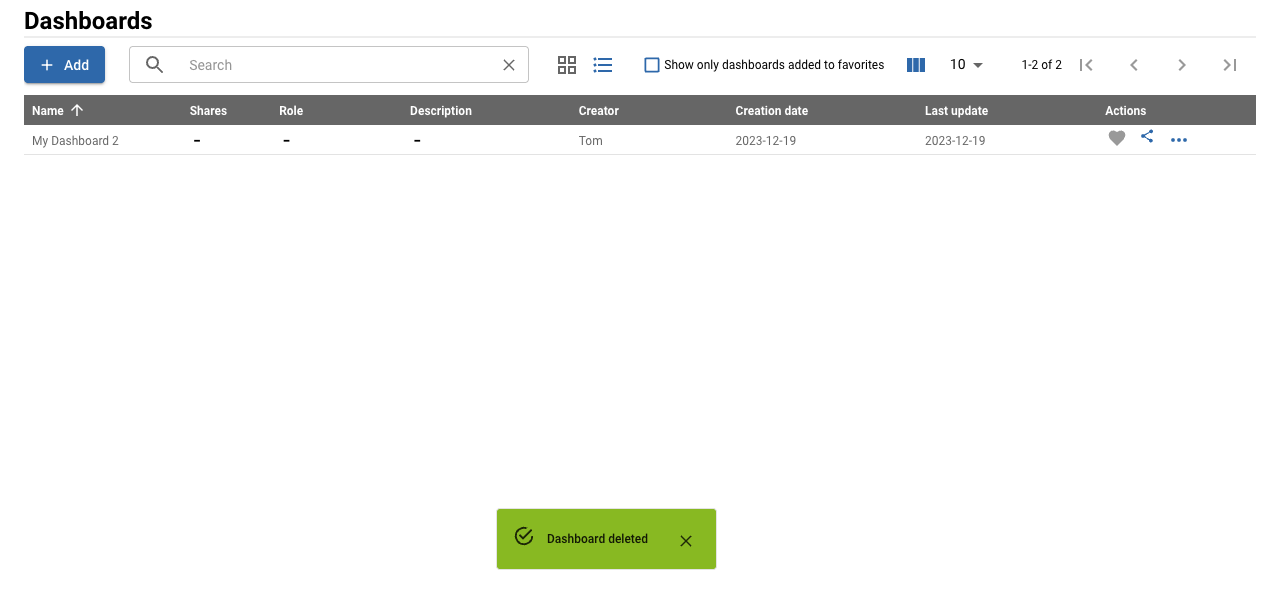 Dashboards
Add
Search
Show only dashboards added to favorites
10
1-2 of 2
Name Shares Role Description Creator Creation date Last update Actions
My Dashboard 2 - - - Tom 2023-12-19 2023-12-19
Dashboard deleted